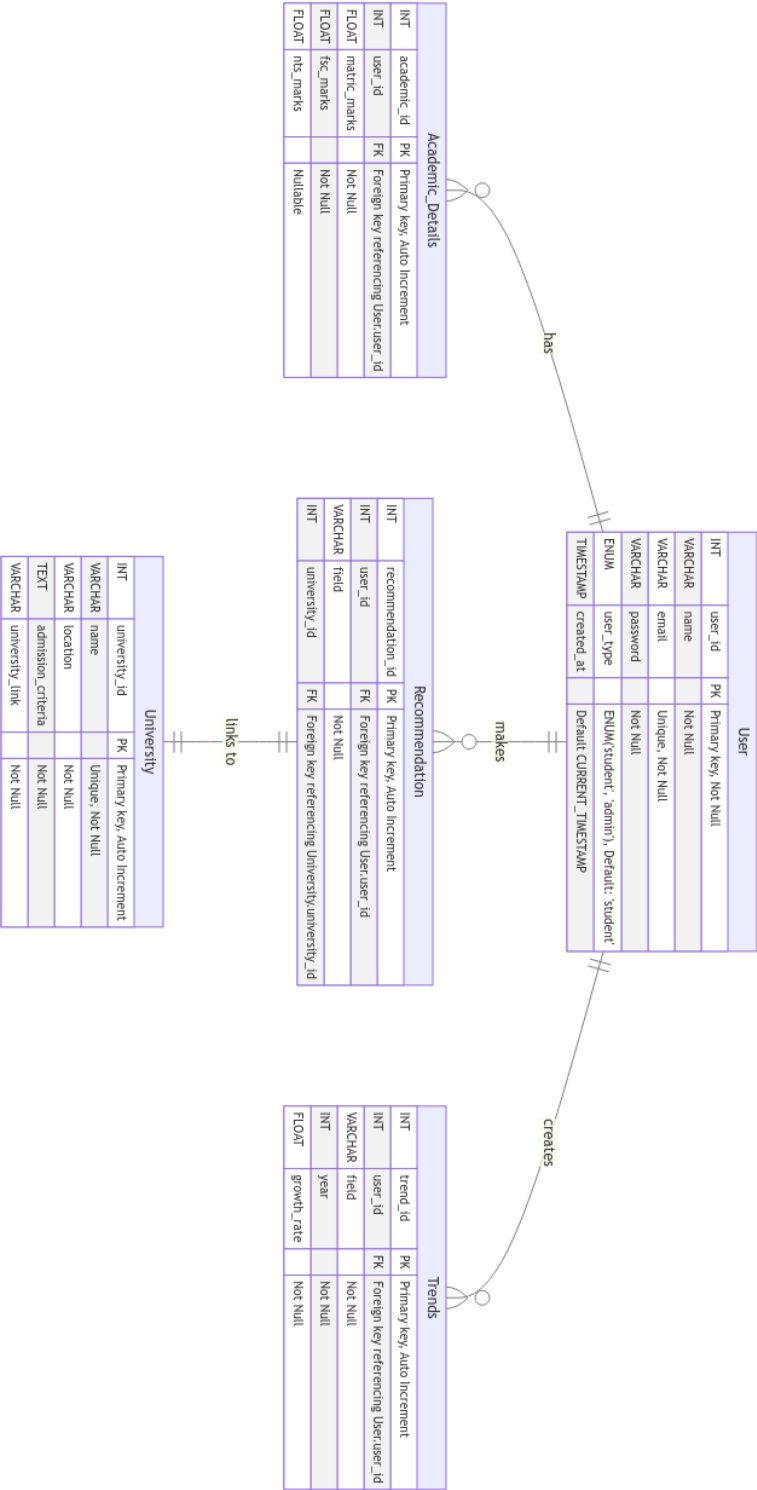 User
INT user_id PK Primary key, Not Null
VARCHAR name Not Null
VARCHAR email Unique, Not Null
VARCHAR password Not Null
ENUM user_type ENUM('student', 'admin'), Default: 'student'
TIMESTAMP created_at Default CURRENT_TIMESTAMP
has
makes
creates
Academic_Details
INT academic_id PK Primary key, Auto Increment
INT user_id FK Foreign key referencing User.user_id
FLOAT matric_marks Not Null
FLOAT fsc_marks Not Null
FLOAT nts_marks Nullable
Recommendation
INT recommendation_id PK Primary key, Auto Increment
INT user_id FK Foreign key referencing User.user_id
VARCHAR field Not Null
INT university_id FK Foreign key referencing University.university_id
Trends
INT trend_id PK Primary key, Auto Increment
INT user_id FK Foreign key referencing User.user_id
VARCHAR field Not Null
INT year Not Null
FLOAT growth_rate Not Null
links to
University
INT university_id PK Primary key, Auto Increment
VARCHAR name Unique, Not Null
VARCHAR location Not Null
TEXT admission_criteria Not Null
VARCHAR university_link Not Null